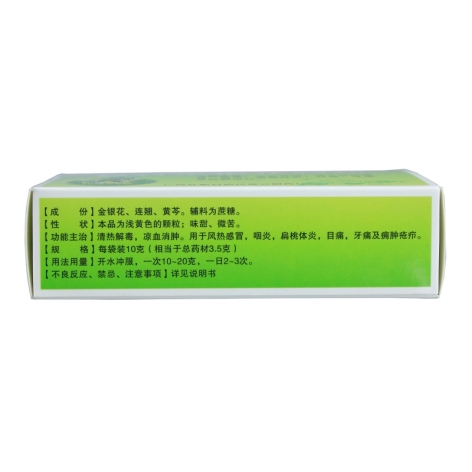 【成　　份】金银花、连翘、黄芩。辅料为蔗糖。
【性　　状】本品为浅黄色的颗粒；味甜、微苦。
【功能主治】清热解毒，凉血消肿。用于风热感冒，咽炎，扁桃体炎，目痛，牙痛及痈肿疮疖。
【规　　格】每袋装10克（相当于总药材3.5克）
【用法用量】开水冲服，一次10~20克，一日2~3次。
【不良反应、禁忌、注意事项】详见说明书